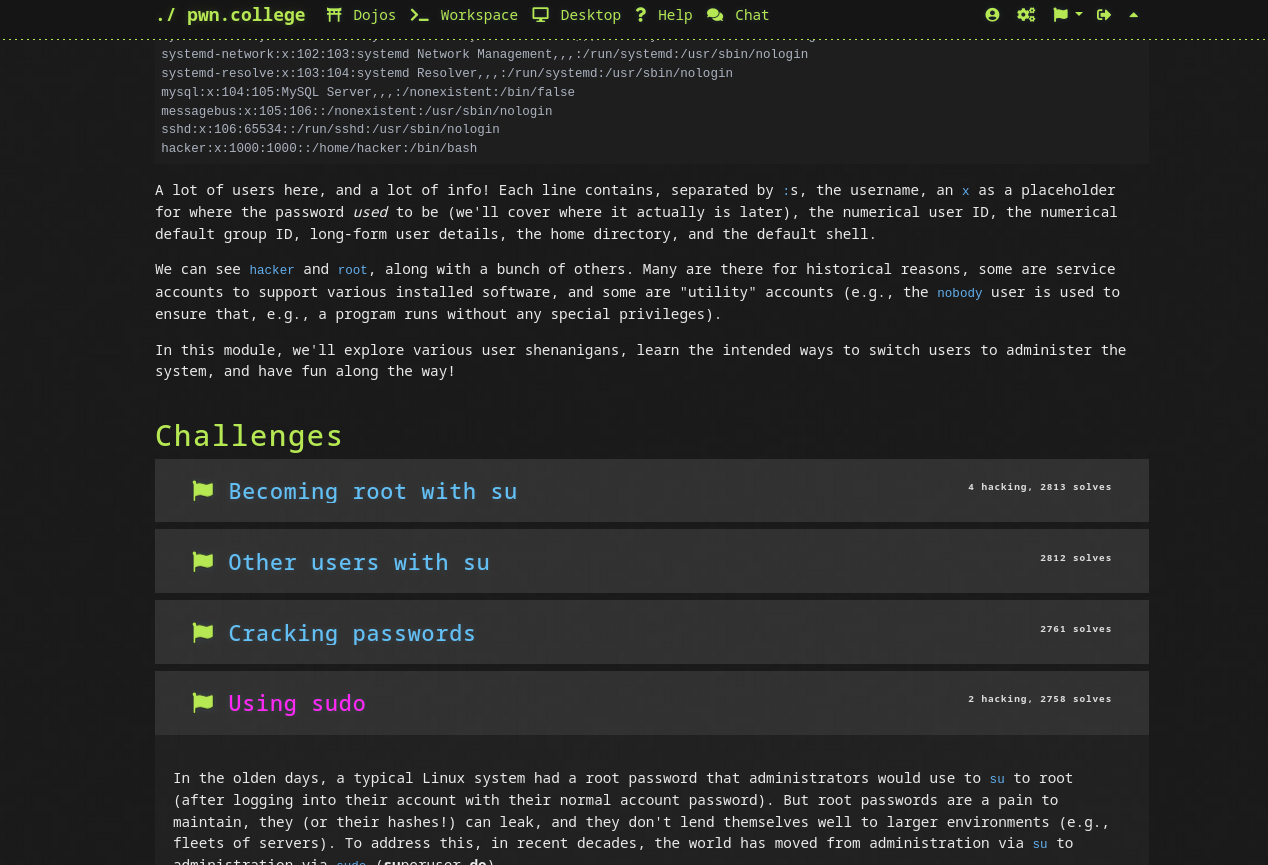 ./ pwn.college Dojos Workspace Desktop Help Chat
systemd-network:x:102:103:systemd Network Management,,,:/run/systemd:/usr/sbin/nologin
systemd-resolve:x:103:104:systemd Resolver,,,:/run/systemd:/usr/sbin/nologin
mysql:x:104:105:MySQL Server,,,:/nonexistent:/bin/false
messagebus:x:105:106::/nonexistent:/usr/sbin/nologin
sshd:x:106:65534::/run/sshd:/usr/sbin/nologin
hacker:x:1000:1000::/home/hacker:/bin/bash
A lot of users here, and a lot of info! Each line contains, separated by :s, the username, an x as a placeholder
for where the password used to be (we'll cover where it actually is later), the numerical user ID, the numerical
default group ID, long-form user details, the home directory, and the default shell.
We can see hacker and root, along with a bunch of others. Many are there for historical reasons, some are service
accounts to support various installed software, and some are "utility" accounts (e.g., the nobody user is used to
ensure that, e.g., a program runs without any special privileges).
In this module, we'll explore various user shenanigans, learn the intended ways to switch users to administer the
system, and have fun along the way!
Challenges
Becoming root with su 4 hacking, 2813 solves
Other users with su 2812 solves
Cracking passwords 2761 solves
Using sudo 2 hacking, 2758 solves
In the olden days, a typical Linux system had a root password that administrators would use to su to root
(after logging into their account with their normal account password). But root passwords are a pain to
maintain, they (or their hashes!) can leak, and they don't lend themselves well to larger environments (e.g.,
fleets of servers). To address this, in recent decades, the world has moved from administration via su to
administration via sudo (superuser do).